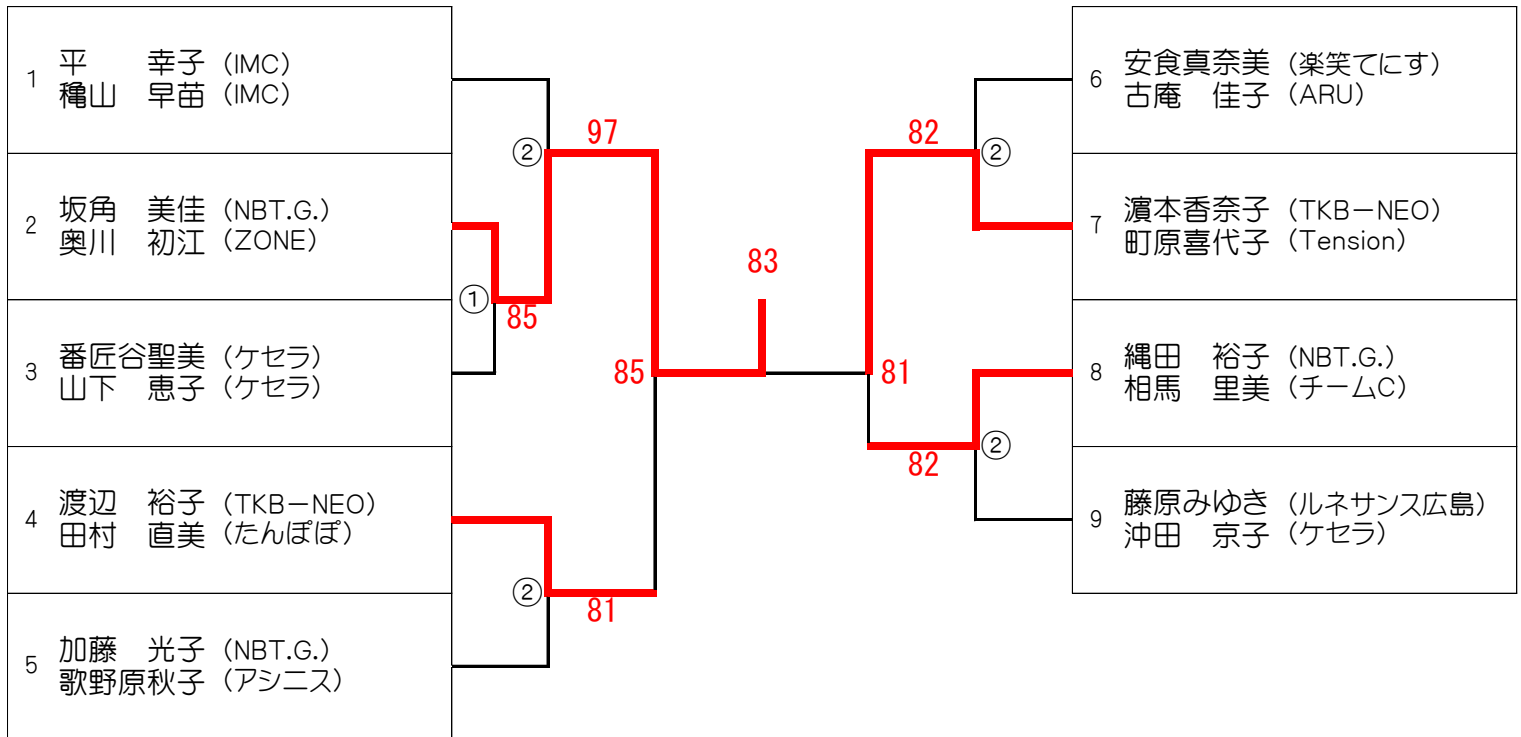 1 平　　幸子 (IMC)
穐山　早苗 (IMC)
2 坂角　美佳 (NBT.G.)
奥川　初江 (ZONE)
3 番匠谷聖美 (ケセラ)
山下　恵子 (ケセラ)
4 渡辺　裕子 (TKB−NEO)
田村　直美 (たんぽぽ)
5 加藤　光子 (NBT.G.)
歌野原秋子 (アシニス)
②
97
①
85
85
②
81
83
82
②
81
82
②
6 安食真奈美 (楽笑てにす)
古庵　佳子 (ARU)
7 濵本香奈子 (TKB−NEO)
町原喜代子 (Tension)
8 縄田　裕子 (NBT.G.)
相馬　里美 (チームC)
9 藤原みゆき (ルネサンス広島)
沖田　京子 (ケセラ)